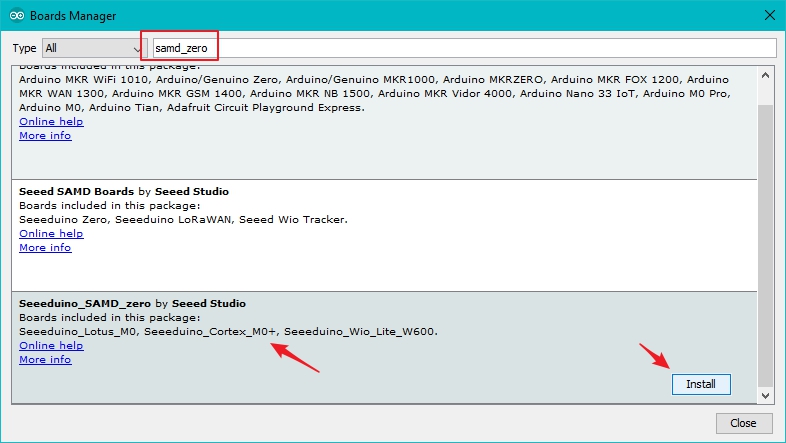 Boards Manager
Type All samd_zero
Boards included in this package:
Arduino MKR WiFi 1010, Arduino/Genuino Zero, Arduino/Genuino MKR1000, Arduino MKRZERO, Arduino MKR FOX 1200, Arduino
MKR WAN 1300, Arduino MKR GSM 1400, Arduino MKR NB 1500, Arduino MKR Vidor 4000, Arduino Nano 33 IoT, Arduino M0 Pro,
Arduino M0, Arduino Tian, Adafruit Circuit Playground Express.
Online help
More info
Seeed SAMD Boards by Seeed Studio
Boards included in this package:
Seeeduino Zero, Seeeduino LoRaWAN, Seeed Wio Tracker.
Online help
More info
Seeeduino_SAMD_zero by Seeed Studio
Boards included in this package:
Seeeduino_Lotus_M0, Seeeduino_Cortex_M0+, Seeeduino_Wio_Lite_W600.
Online help
More info
Install
Close